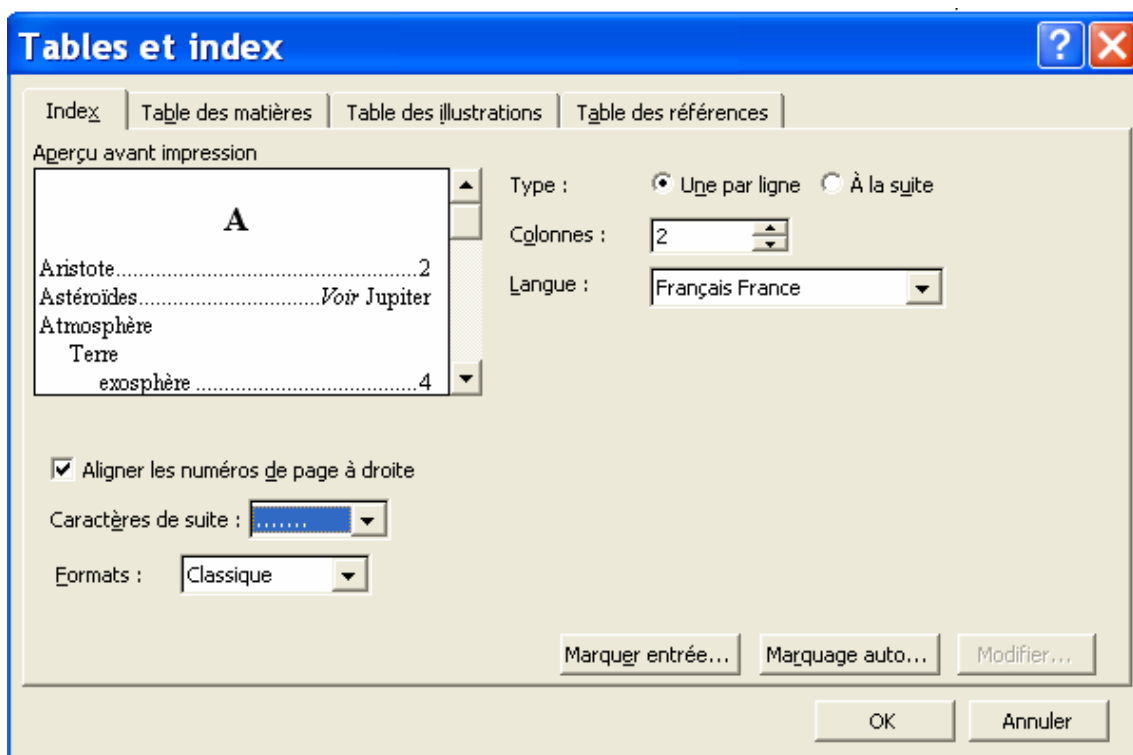 Tables et index
Index Table des matières Table des illustrations Table des références
Aperçu avant impression
A
Aristote.......................................................2
Astéroïdes.................................Voir Jupiter
Atmosphère
Terre
exosphère .........................................4
Type : Une par ligne À la suite
Colonnes : 2
Langue : Français France
Aligner les numéros de page à droite
Caractères de suite : .......
Formats : Classique
Marquer entrée... Marquage auto... Modifier...
OK Annuler